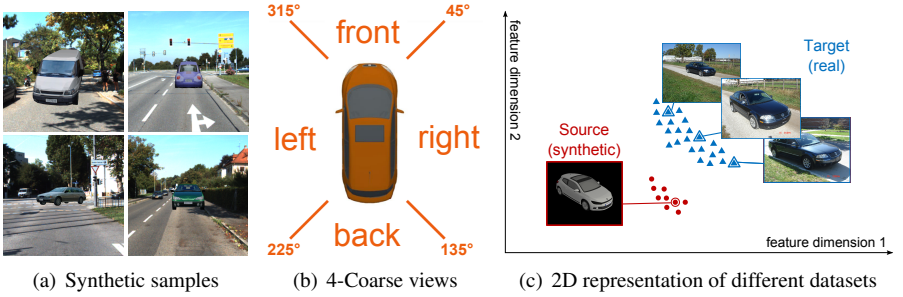 315°
front
45°
left
right
225°
back
135°
feature dimension 2
Target
(real)
Source
(synthetic)
feature dimension 1
(a) Synthetic samples
(b) 4-Coarse views
(c) 2D representation of different datasets